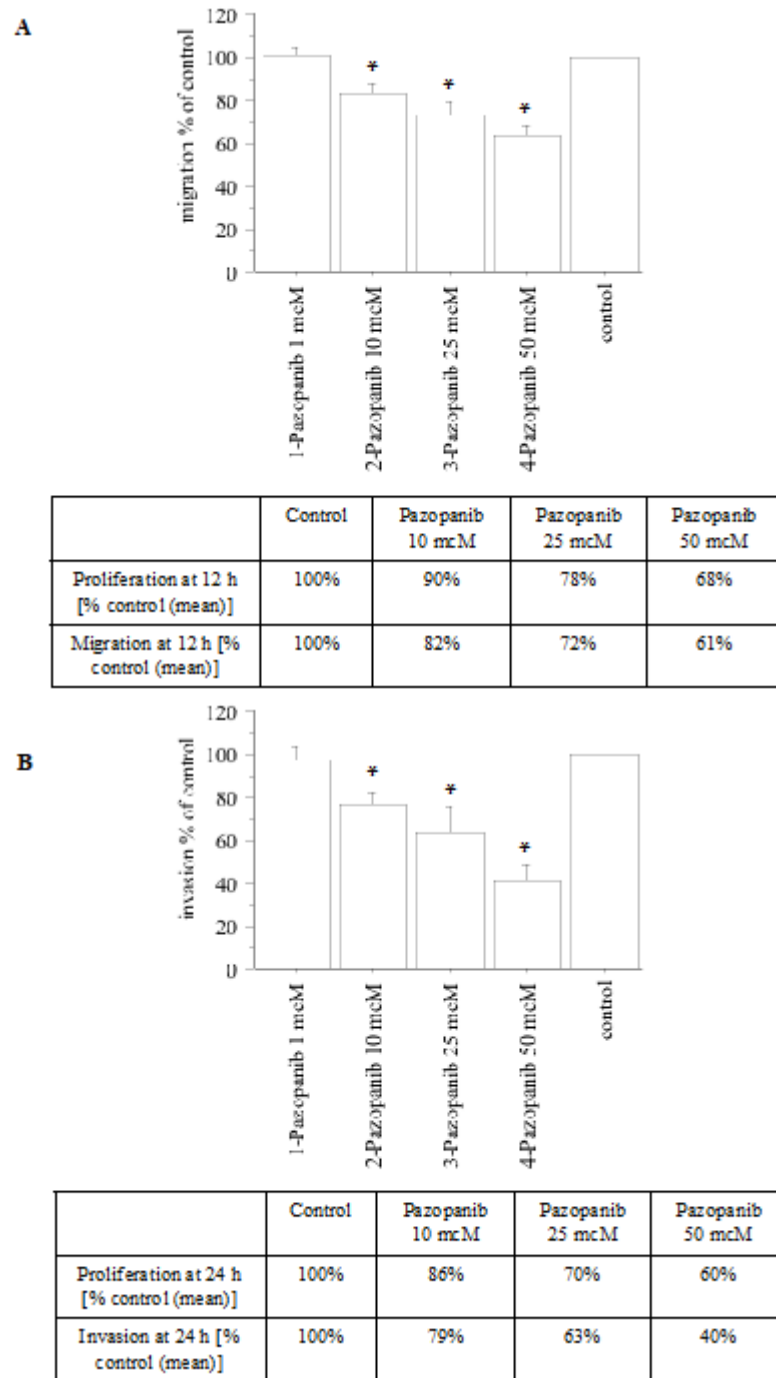 A
120
100
80
60
40
20
0
migration % of control
*
*
*
1-Pazopanib 1 mcM
2-Pazopanib 10 mcM
3-Pazopanib 25 mcM
4-Pazopanib 50 mcM
control
Control Pazopanib Pazopanib Pazopanib
10 mcM 25 mcM 50 mcM
Proliferation at 12 h 100% 90% 78% 68%
[% control (mean)]
Migration at 12 h [% 100% 82% 72% 61%
control (mean)]
B
120
100
80
60
40
20
0
invasion % of control
*
*
*
1-Pazopanib 1 mcM
2-Pazopanib 10 mcM
3-Pazopanib 25 mcM
4-Pazopanib 50 mcM
control
Control Pazopanib Pazopanib Pazopanib
10 mcM 25 mcM 50 mcM
Proliferation at 24 h 100% 86% 70% 60%
[% control (mean)]
Invasion at 24 h [% 100% 79% 63% 40%
control (mean)]